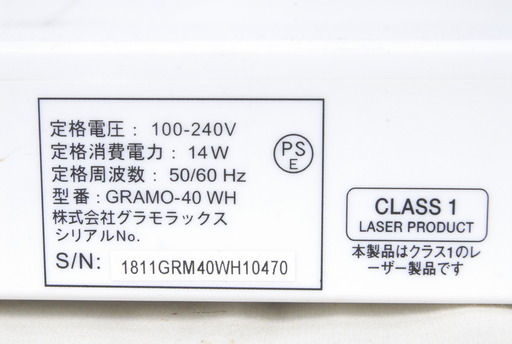 定格電圧: 100-240V
定格消費電力: 14W
定格周波数: 50/60 Hz
型番: GRAMO-40 WH
株式会社グラモラックス
シリアルNo.
S/N: 1811GRM40WH10470
PS
E
CLASS 1
LASER PRODUCT
本製品はクラス1のレ
ーザー製品です